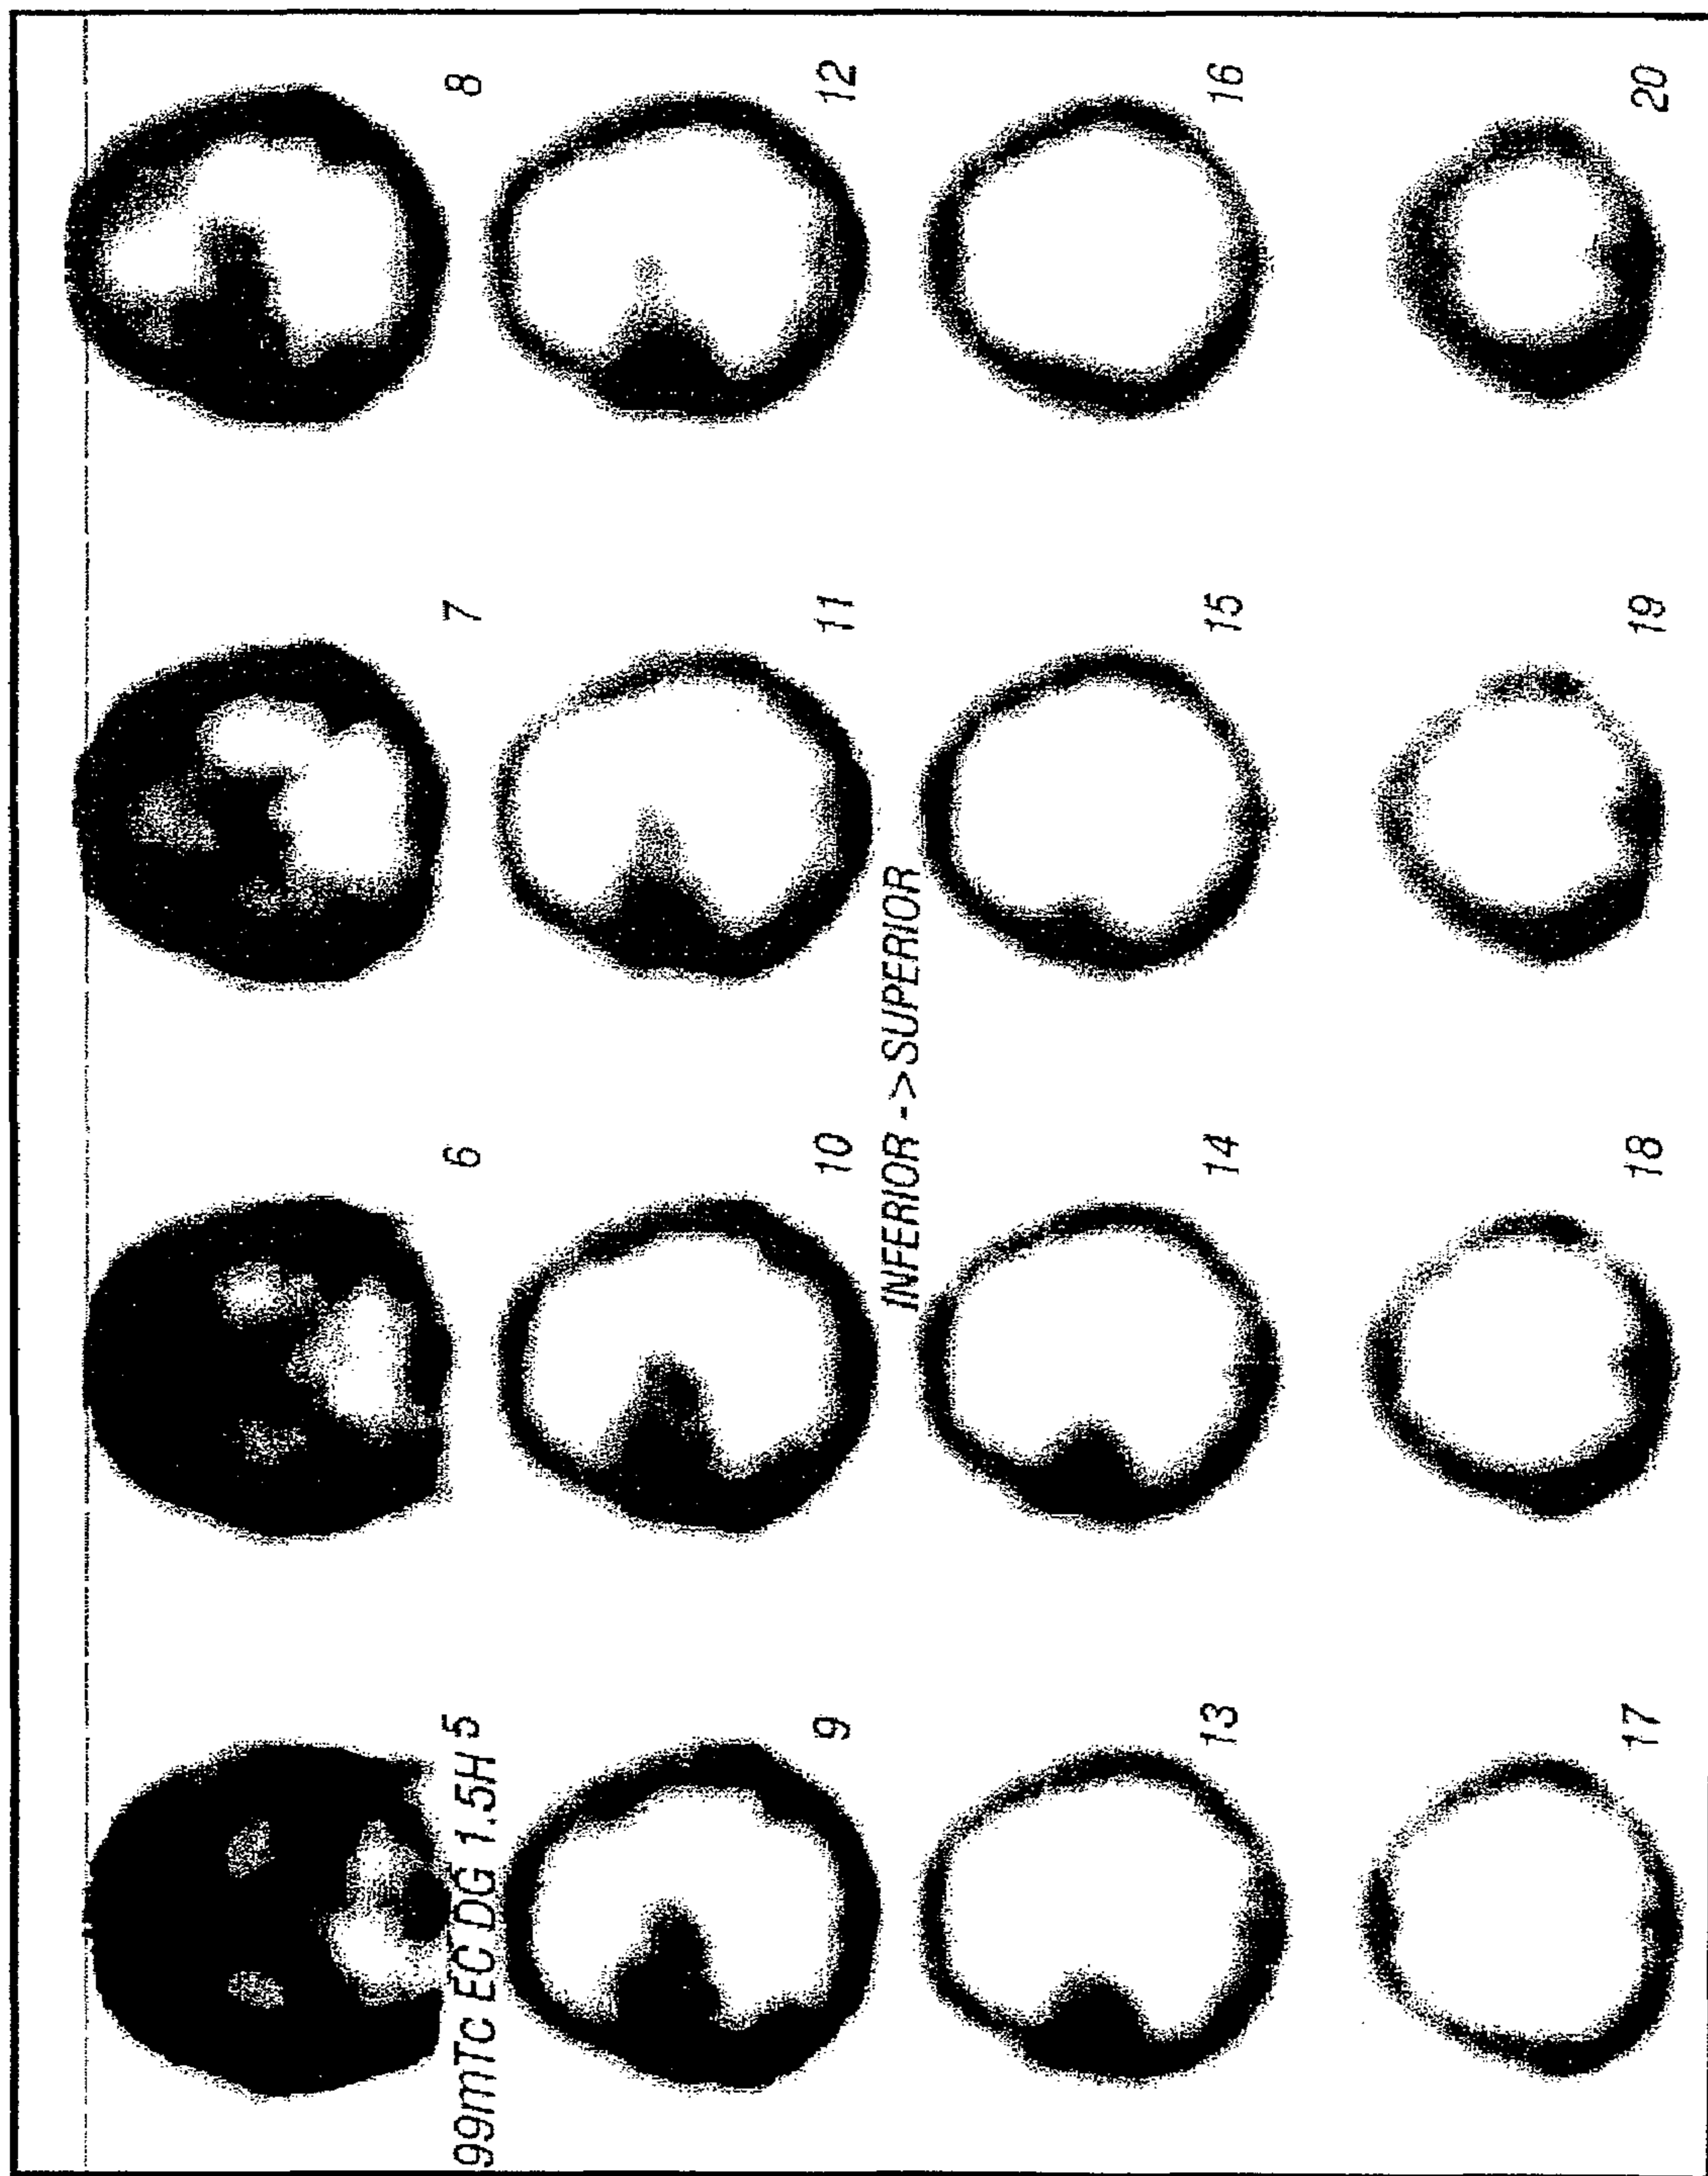 99mTc EC DG 1.5H 5 6 7 8
9 10 11 12
INFERIOR ->SUPERIOR
13 14 15 16
17 18 19 20